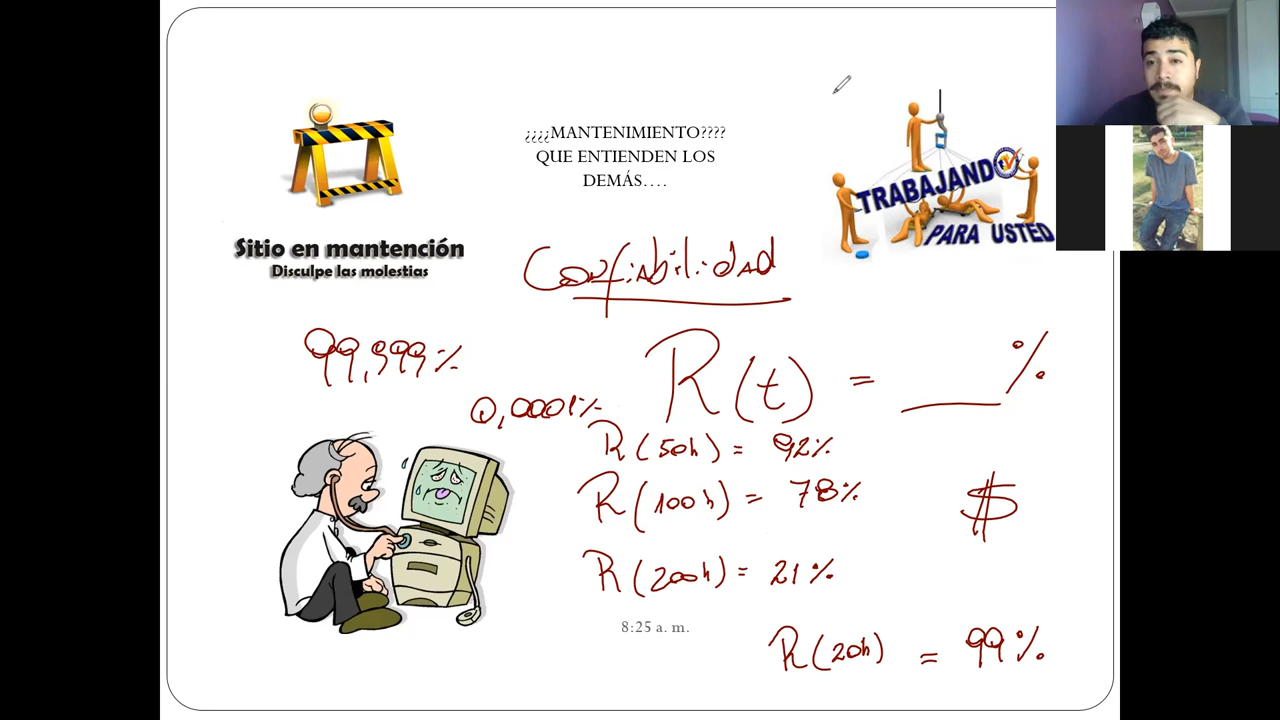 ¿¿¿¿MANTENIMIENTO????
QUE ENTIENDEN LOS
DEMÁS….
TRABAJANDO
PARA USTED
Sitio en mantención
Disculpe las molestias
Confiabilidad
99,999%
0,0001%
R(t) = ___%
R(50h) = 92%
R(100h) = 78%
$
R(200h) = 21%
8:25 a. m.
R(20h) = 99%